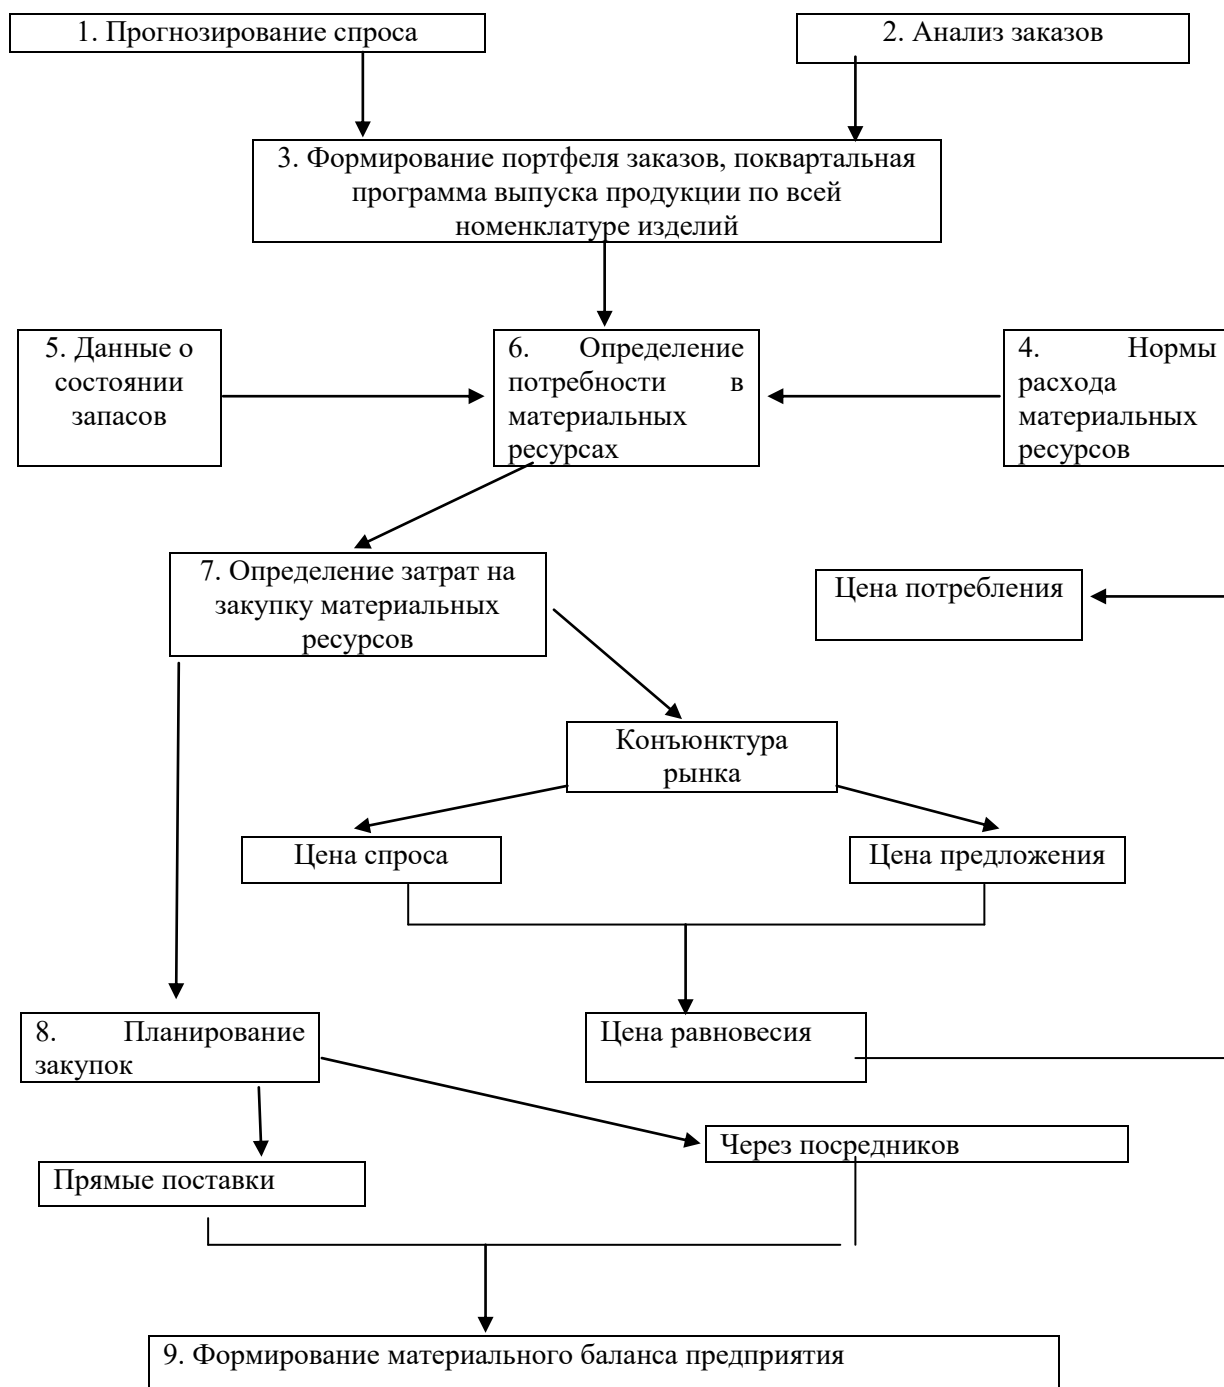 1. Прогнозирование спроса
2. Анализ заказов
3. Формирование портфеля заказов, поквартальная
программа выпуска продукции по всей
номенклатуре изделий
5. Данные о
состоянии
запасов
6. Определение
потребности в
материальных
ресурсах
4. Нормы
расхода
материальных
ресурсов
7. Определение затрат на
закупку материальных
ресурсов
Цена потребления
Конъюнктура
рынка
Цена спроса
Цена предложения
8. Планирование
закупок
Цена равновесия
Через посредников
Прямые поставки
9. Формирование материального баланса предприятия